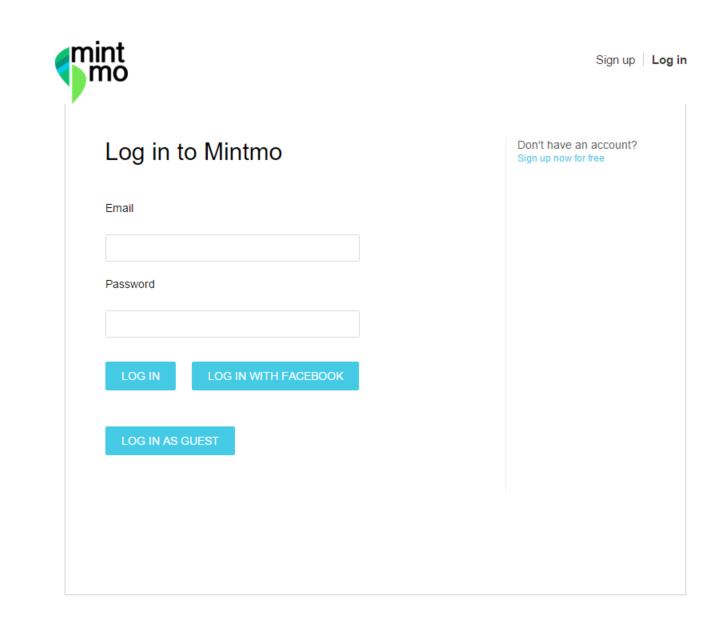 mint
mo
Sign up Log in
Log in to Mintmo
Don't have an account?
Sign up now for free
Email
Password
LOG IN
LOG IN WITH FACEBOOK
LOG IN AS GUEST